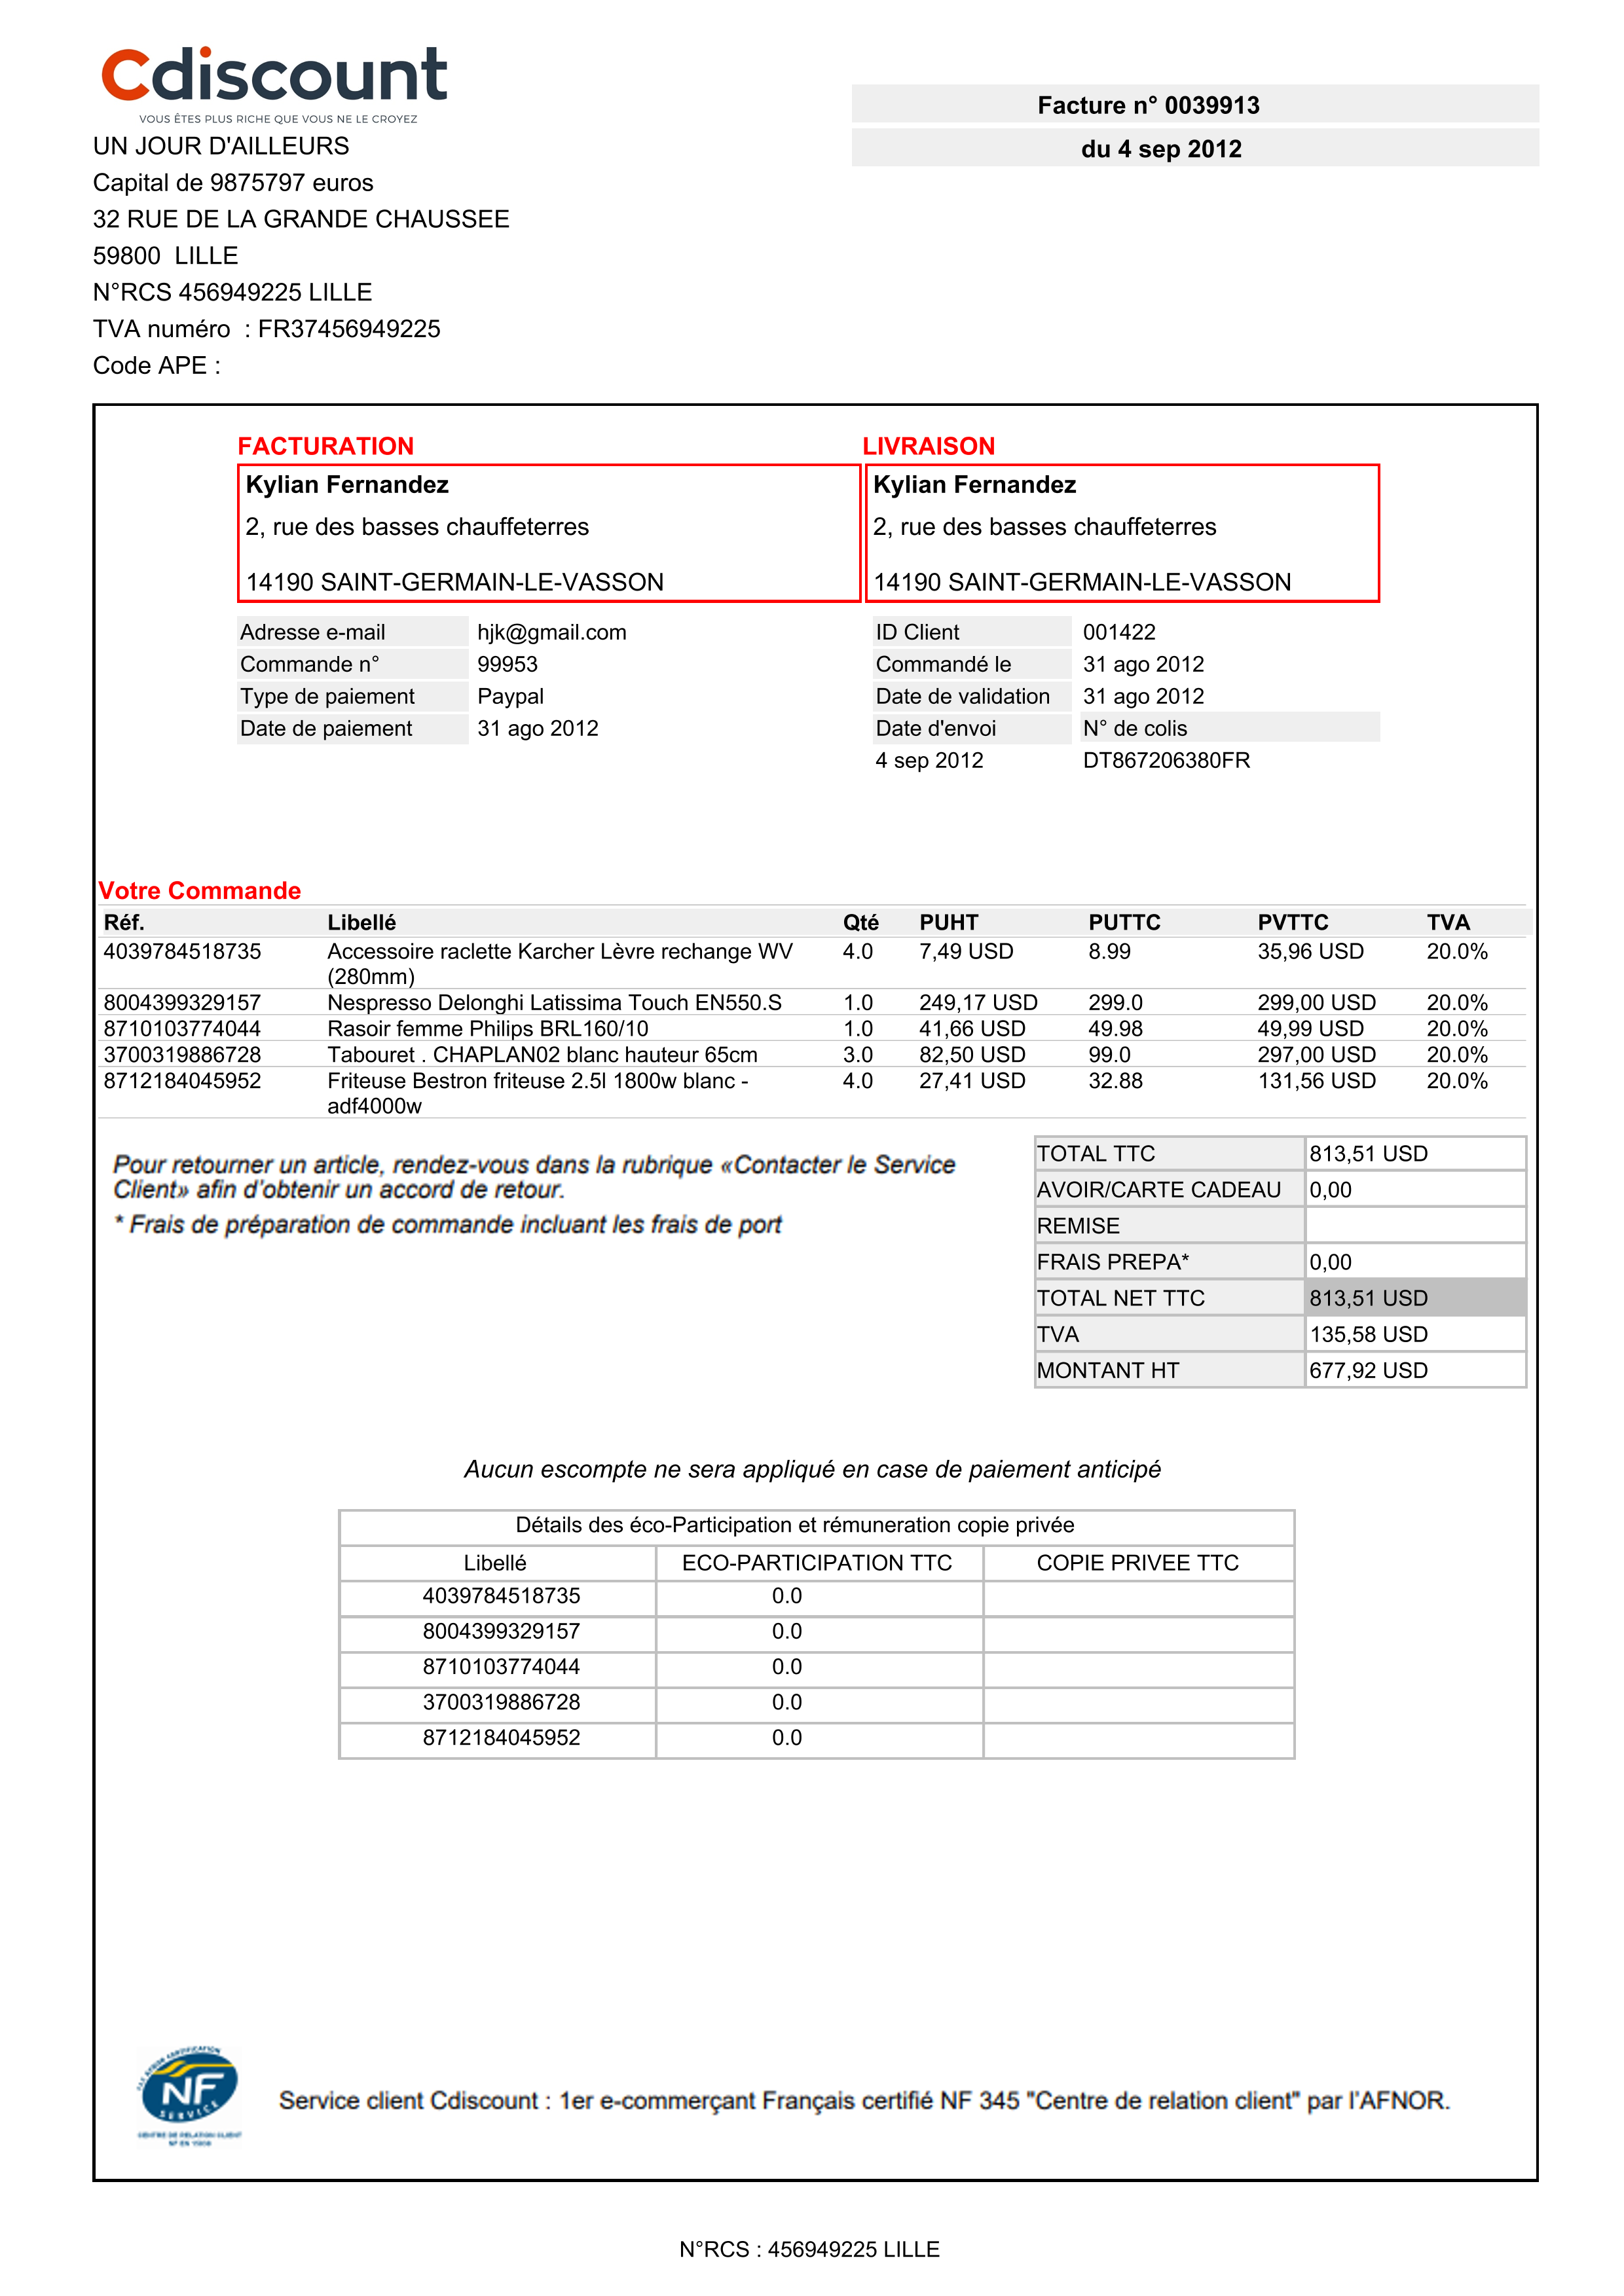 Cdiscount
VOUS ÊTES PLUS RICHE QUE VOUS NE LE CROYEZ
Facture n° 0039913
du 4 sep 2012
UN JOUR D'AILLEURS
Capital de 9875797 euros
32 RUE DE LA GRANDE CHAUSSEE
59800  LILLE
N°RCS 456949225 LILLE
TVA numéro  : FR37456949225
Code APE :
FACTURATION
Kylian Fernandez
2, rue des basses chauffeterres
14190 SAINT-GERMAIN-LE-VASSON
LIVRAISON
Kylian Fernandez
2, rue des basses chauffeterres
14190 SAINT-GERMAIN-LE-VASSON
Adresse e-mail hjk@gmail.com
Commande n° 99953
Type de paiement Paypal
Date de paiement 31 ago 2012
ID Client 001422
Commandé le 31 ago 2012
Date de validation 31 ago 2012
Date d'envoi N° de colis
4 sep 2012 DT867206380FR
Votre Commande
Réf. Libellé Qté PUHT PUTTC PVTTC TVA
4039784518735 Accessoire raclette Karcher Lèvre rechange WV 4.0 7,49 USD 8.99 35,96 USD 20.0%
(280mm)
8004399329157 Nespresso Delonghi Latissima Touch EN550.S 1.0 249,17 USD 299.0 299,00 USD 20.0%
8710103774044 Rasoir femme Philips BRL160/10 1.0 41,66 USD 49.98 49,99 USD 20.0%
3700319886728 Tabouret . CHAPLAN02 blanc hauteur 65cm 3.0 82,50 USD 99.0 297,00 USD 20.0%
8712184045952 Friteuse Bestron friteuse 2.5l 1800w blanc - 4.0 27,41 USD 32.88 131,56 USD 20.0%
adf4000w
Pour retourner un article, rendez-vous dans la rubrique «Contacter le Service
Client» afin d'obtenir un accord de retour.
* Frais de préparation de commande incluant les frais de port
TOTAL TTC 813,51 USD
AVOIR/CARTE CADEAU 0,00
REMISE
FRAIS PREPA* 0,00
TOTAL NET TTC 813,51 USD
TVA 135,58 USD
MONTANT HT 677,92 USD
Aucun escompte ne sera appliqué en case de paiement anticipé
Détails des éco-Participation et rémuneration copie privée
Libellé ECO-PARTICIPATION TTC COPIE PRIVEE TTC
4039784518735 0.0
8004399329157 0.0
8710103774044 0.0
3700319886728 0.0
8712184045952 0.0
NF
SERVICE
CENTRE DE RELATION CLIENT
Service client Cdiscount : 1er e-commerçant Français certifié NF 345 "Centre de relation client" par l'AFNOR.
N°RCS : 456949225 LILLE